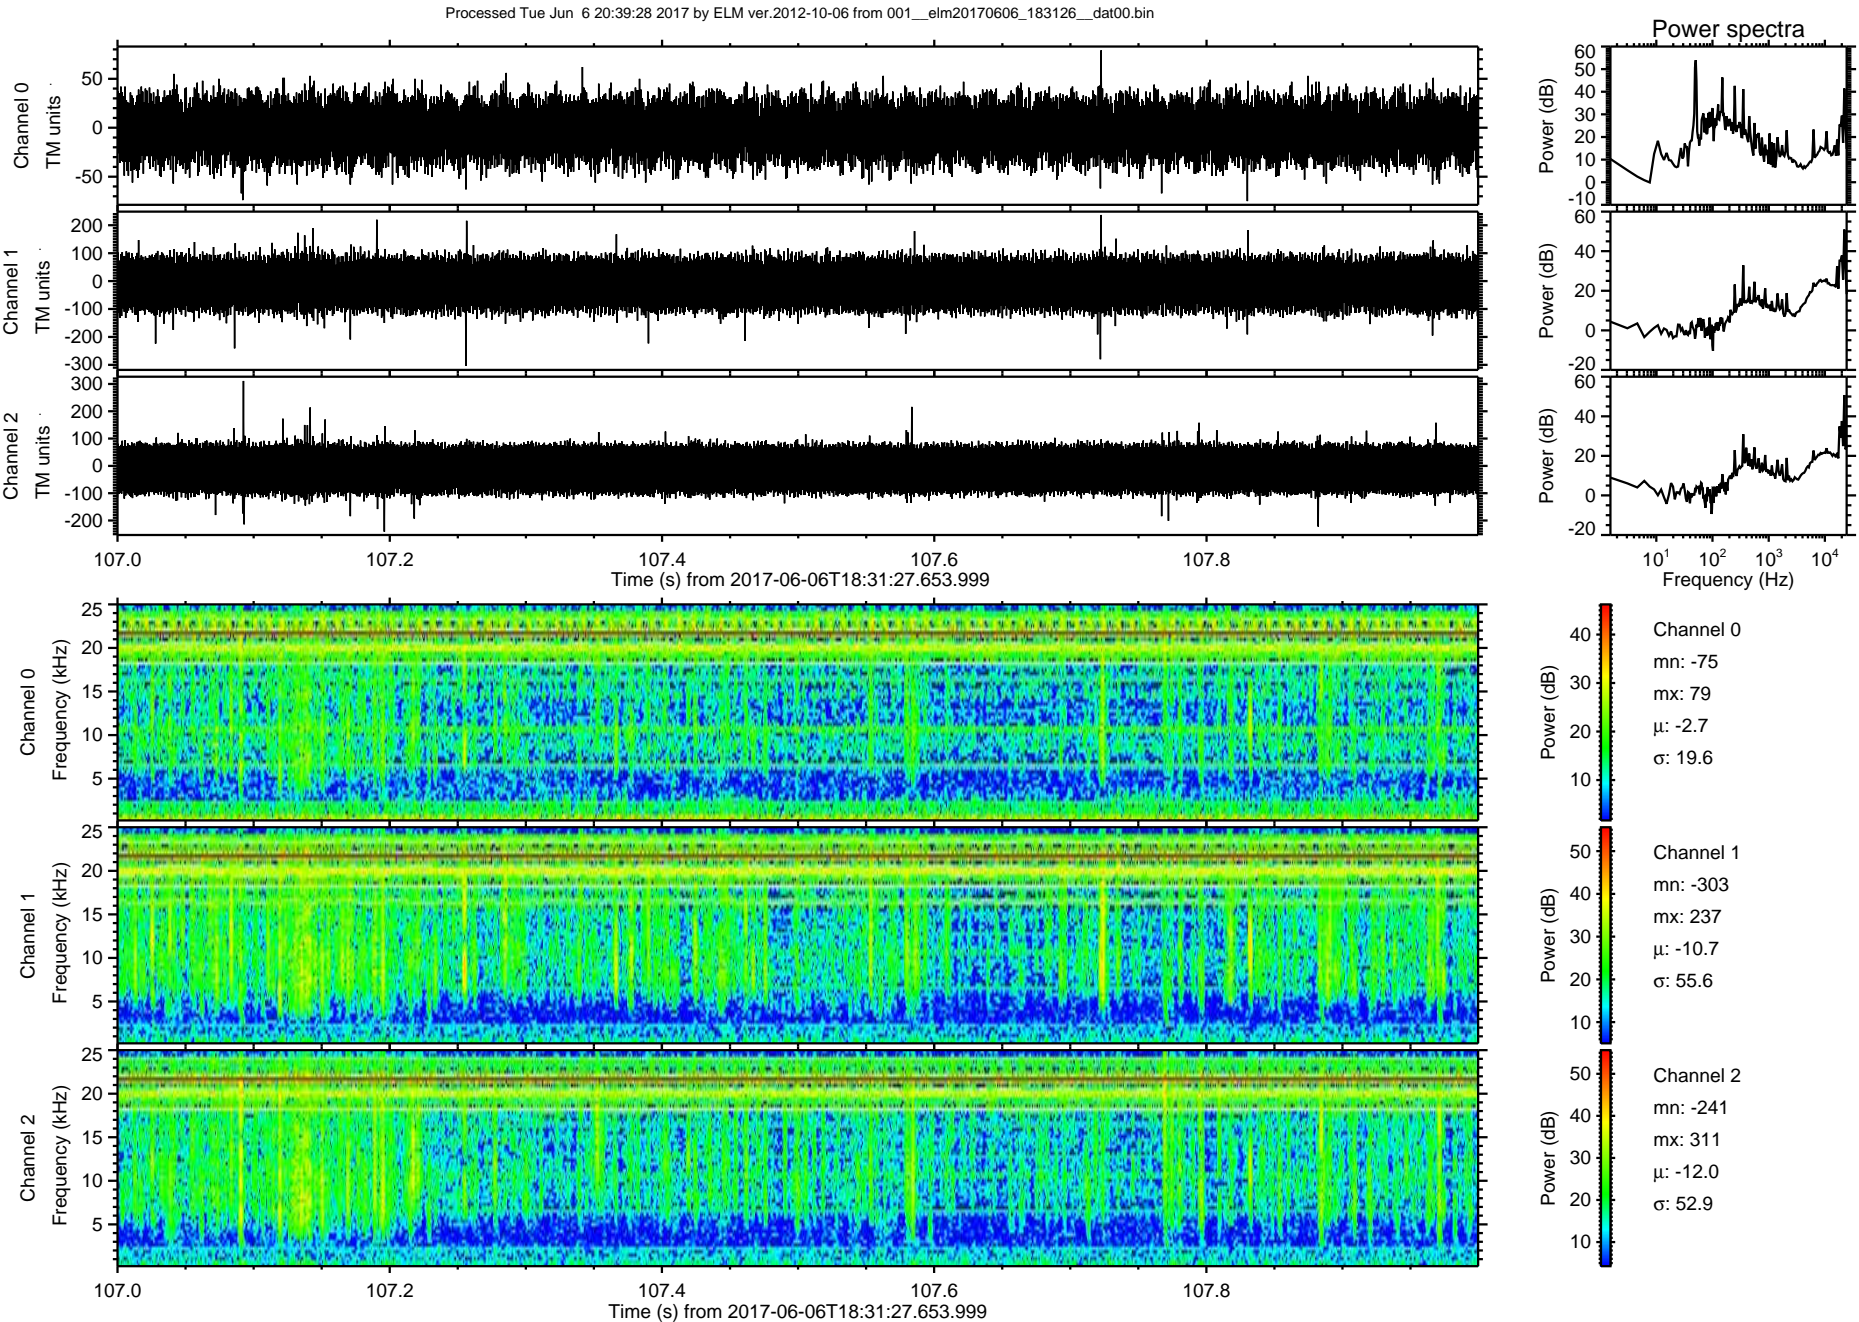 Processed Tue Jun  6 20:39:28 2017 by ELM ver.2012-10-06 from 001__elm20170606_183126__dat00.bin
Power spectra
Channel 0
TM units
50
0
-50
Power (dB)
60
50
40
30
20
10
0
-10
Channel 1
TM units
200
100
0
-100
-200
-300
Power (dB)
60
40
20
0
-20
Channel 2
TM units
300
200
100
0
-100
-200
Power (dB)
60
40
20
0
-20
107.0 107.2 107.4 107.6 107.8
Time (s) from 2017-06-06T18:31:27.653.999
10^1 10^2 10^3 10^4
Frequency (Hz)
Channel 0
Frequency (kHz)
25
20
15
10
5
Power (dB)
40
30
20
10
Channel 0
mn: -75
mx: 79
µ: -2.7
σ: 19.6
Channel 1
Frequency (kHz)
25
20
15
10
5
Power (dB)
50
40
30
20
10
Channel 1
mn: -303
mx: 237
µ: -10.7
σ: 55.6
Channel 2
Frequency (kHz)
25
20
15
10
5
Power (dB)
50
40
30
20
10
Channel 2
mn: -241
mx: 311
µ: -12.0
σ: 52.9
107.0 107.2 107.4 107.6 107.8
Time (s) from 2017-06-06T18:31:27.653.999